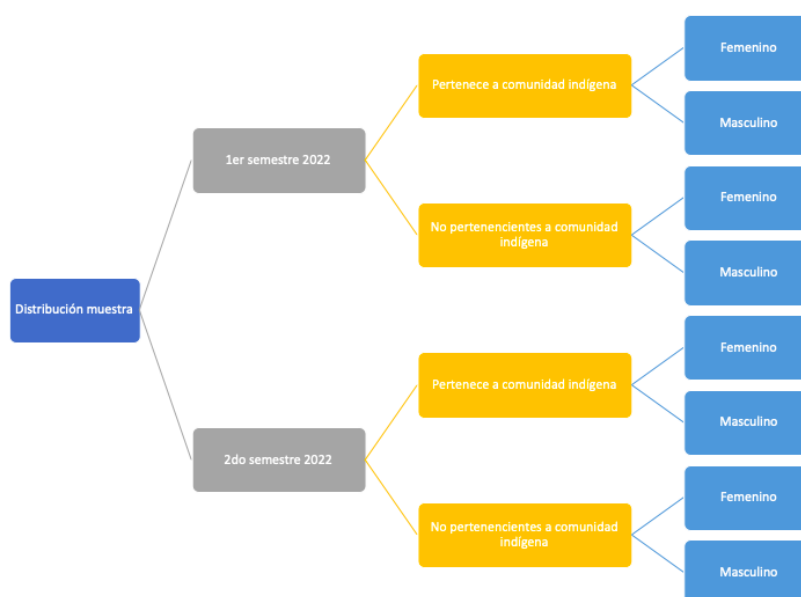 Distribución muestra
1er semestre 2022
Pertenece a comunidad indígena
Femenino
Masculino
No pertenencientes a comunidad
indígena
Femenino
Masculino
2do semestre 2022
Pertenece a comunidad indígena
Femenino
Masculino
No pertenencientes a comunidad
indígena
Femenino
Masculino